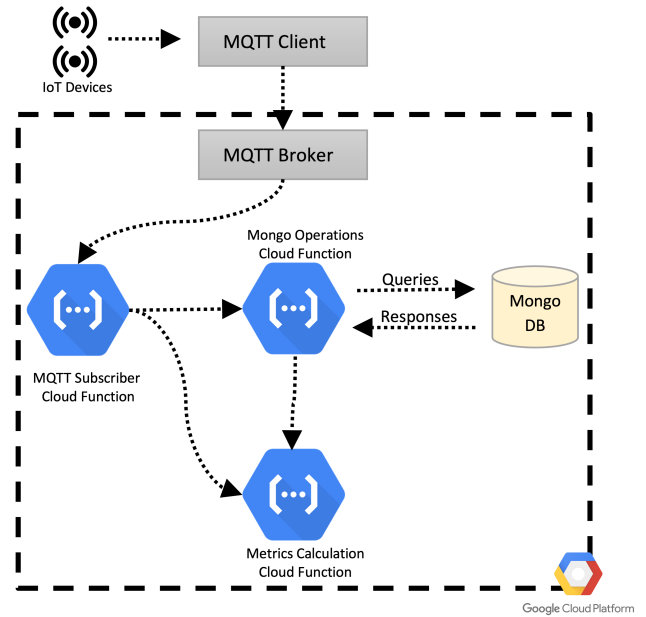 MQTT Client
IoT Devices
MQTT Broker
Mongo Operations
Cloud Function
Queries
Mongo
DB
Responses
MQTT Subscriber
Cloud Function
Metrics Calculation
Cloud Function
Google Cloud Platform